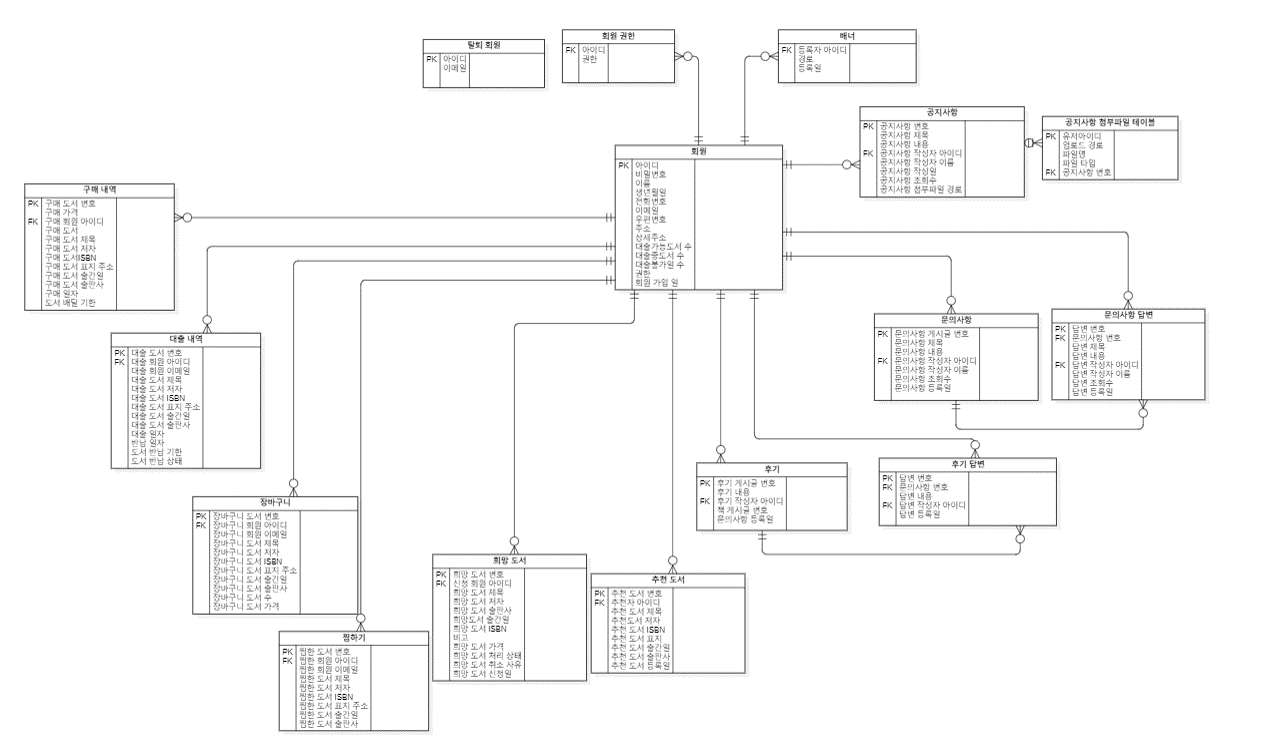 탈퇴 회원
PK 아이디
이메일
회원 권한
FK 아이디
권한
배너
FK 등록자 아이디
경로
등록일
공지사항
PK 공지사항 번호
공지사항 제목
공지사항 내용
FK 공지사항 작성자 아이디
공지사항 작성자 이름
공지사항 작성일
공지사항 조회수
공지사항 첨부파일 경로
공지사항 첨부파일 테이블
PK 유저아이디
업로드 경로
파일명
파일 타입
FK 공지사항 번호
회원
PK 아이디
비밀번호
이름
생년월일
전화번호
이메일
우편번호
주소
상세주소
대출가능도서 수
대출중도서 수
대출불가일 수
권한
회원 가입 일
구매 내역
PK 구매 도서 번호
구매 가격
FK 구매 회원 아이디
구매 도서
구매 도서 제목
구매 도서 저자
구매 도서ISBN
구매 도서 표지 주소
구매 도서 출간일
구매 도서 출판사
구매 일자
도서 배달 기한
대출 내역
PK 대출 도서 번호
FK 대출 회원 아이디
대출 회원 이메일
대출 도서 제목
대출 도서 저자
대출 도서 ISBN
대출 도서 표지 주소
대출 도서 출간일
대출 도서 출판사
대출 일자
반납 일자
도서 반납 기한
도서 반납 상태
문의사항
PK 문의사항 게시글 번호
문의사항 제목
문의사항 내용
FK 문의사항 작성자 아이디
문의사항 작성자 이름
문의사항 조회수
문의사항 등록일
문의사항 답변
PK 답변 번호
FK 문의사항 번호
답변 제목
답변 내용
FK 답변 작성자 아이디
답변 작성자 이름
답변 조회수
답변 등록일
장바구니
PK 장바구니 도서 번호
FK 장바구니 회원 아이디
장바구니 회원 이메일
장바구니 도서 제목
장바구니 도서 저자
장바구니 도서 ISBN
장바구니 도서 표지 주소
장바구니 도서 출간일
장바구니 도서 출판사
장바구니 도서 수
장바구니 도서 가격
후기
PK 후기 게시글 번호
후기 내용
FK 후기 작성자 아이디
책 게시글 번호
문의사항 등록일
후기 답변
PK 답변 번호
FK 문의사항 번호
답변 내용
FK 답변 작성자 아이디
답변 등록일
희망 도서
PK 희망 도서 번호
FK 신청 회원 아이디
희망 도서 제목
희망 도서 저자
희망 도서 출판사
희망도서 출간일
희망 도서 ISBN
비고
희망 도서 가격
희망 도서 처리 상태
희망 도서 취소 사유
희망 도서 신청일
추천 도서
PK 추천 도서 번호
FK 추천자 아이디
추천 도서 제목
추천도서 저자
추천 도서 ISBN
추천 도서 표지
추천 도서 출간일
추천 도서 출판사
추천 도서 등록일
찜하기
PK 찜한 도서 번호
FK 찜한 회원 아이디
찜한 회원 이메일
찜한 도서 제목
찜한 도서 저자
찜한 도서 ISBN
찜한 도서 표지 주소
찜한 도서 출간일
찜한 도서 출판사